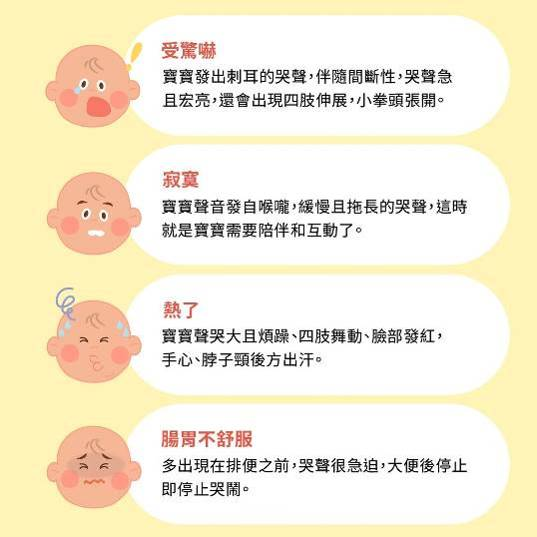 受驚嚇
寶寶發出刺耳的哭聲，伴隨間斷性，哭聲急
且宏亮，還會出現四肢伸展，小拳頭張開。
寂寞
寶寶聲音發自喉嚨，緩慢且拖長的哭聲，這時
就是寶寶需要陪伴和互動了。
熱了
寶寶聲哭大且煩躁、四肢舞動、臉部發紅，
手心、脖子頸後方出汗。
腸胃不舒服
多出現在排便之前，哭聲很急迫，大便後停止
即停止哭鬧。